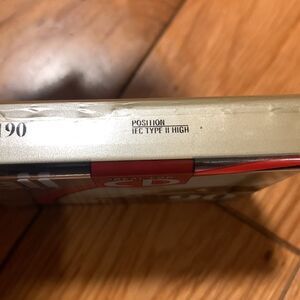 90
POSITION
IEC TYPE II HIGH